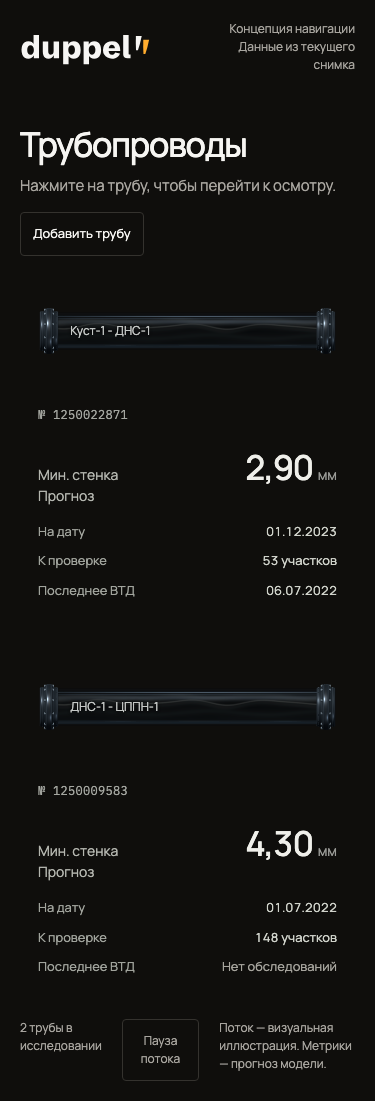 duppel
Концепция навигации
Данные из текущего
снимка
Трубопроводы
Нажмите на трубу, чтобы перейти к осмотру.
Добавить трубу
Куст-1 - ДНС-1
№ 1250022871
Мин. стенка
Прогноз
2,90 мм
На дату 01.12.2023
К проверке 53 участков
Последнее ВТД 06.07.2022
ДНС-1 - ЦППН-1
№ 1250009583
Мин. стенка
Прогноз
4,30 мм
На дату 01.07.2022
К проверке 148 участков
Последнее ВТД Нет обследований
2 трубы в
исследовании
Пауза
потока
Поток — визуальная
иллюстрация. Метрики
— прогноз модели.